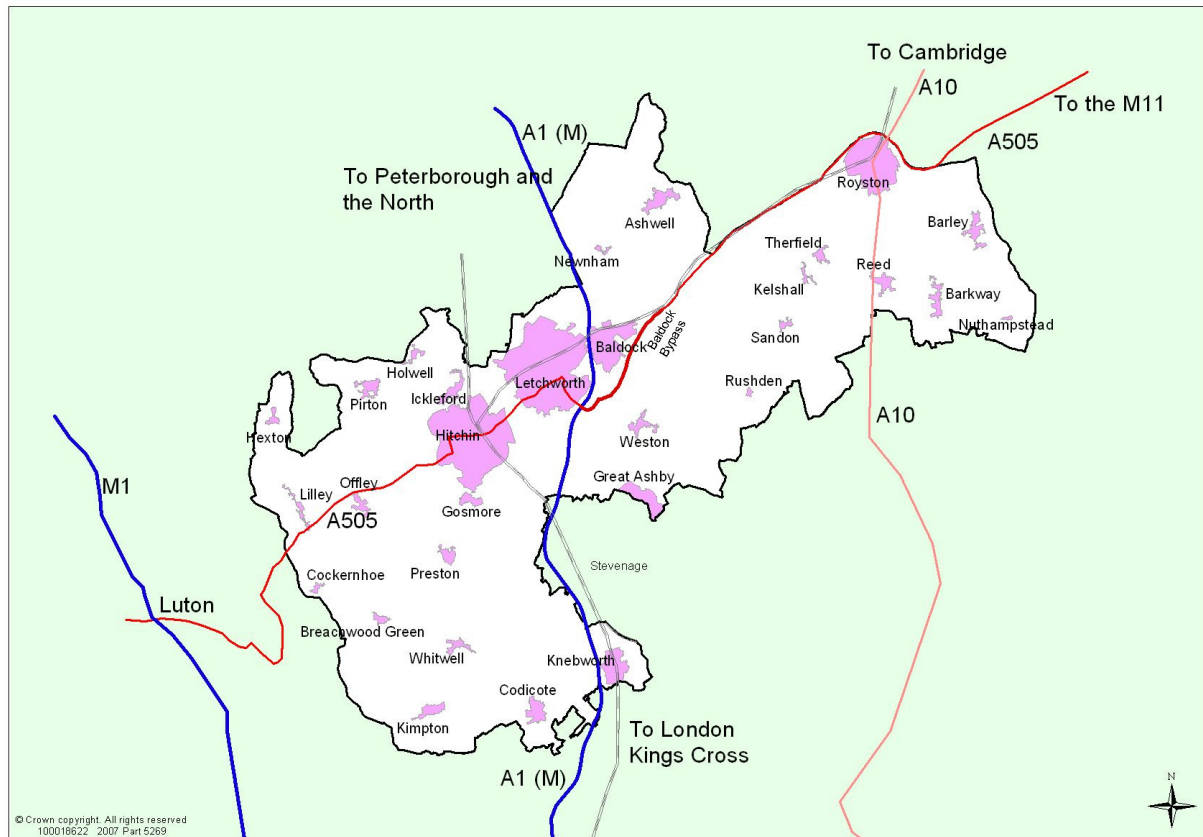 To Cambridge
A10
To the M11
A1 (M)
A505
To Peterborough and
the North
Royston
Ashwell
Barley
Therfield
Newnham
Reed
Kelshall
Barkway
Nuthampstead
Baldock
Bypass
Sandon
Baldock
Holwell
Letchworth
Ickleford
Pirton
Rushden
A10
Hexton
Hitchin
Weston
Great Ashby
M1
Lilley
Offley
Gosmore
A505
Stevenage
Preston
Cockernhoe
Luton
Breachwood Green
Whitwell
Knebworth
Codicote
Kimpton
To London
Kings Cross
A1 (M)
N
© Crown copyright. All rights reserved
100018622 2007 Part 5269